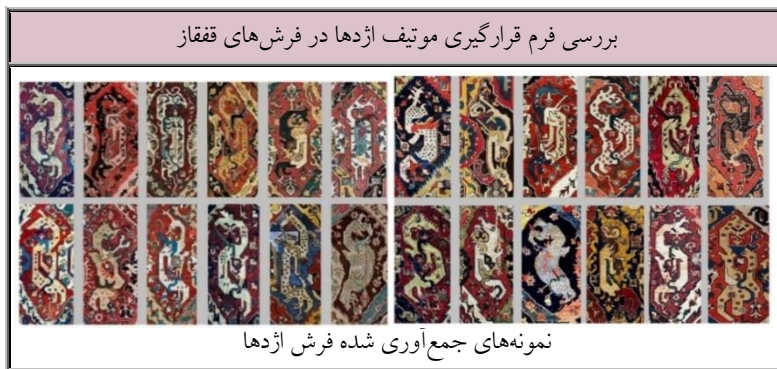 بررسی فرم قرارگیری موتیف اژدها در فرش‌های قفقاز
نمونه‌های جمع‌آوری شده فرش اژدها